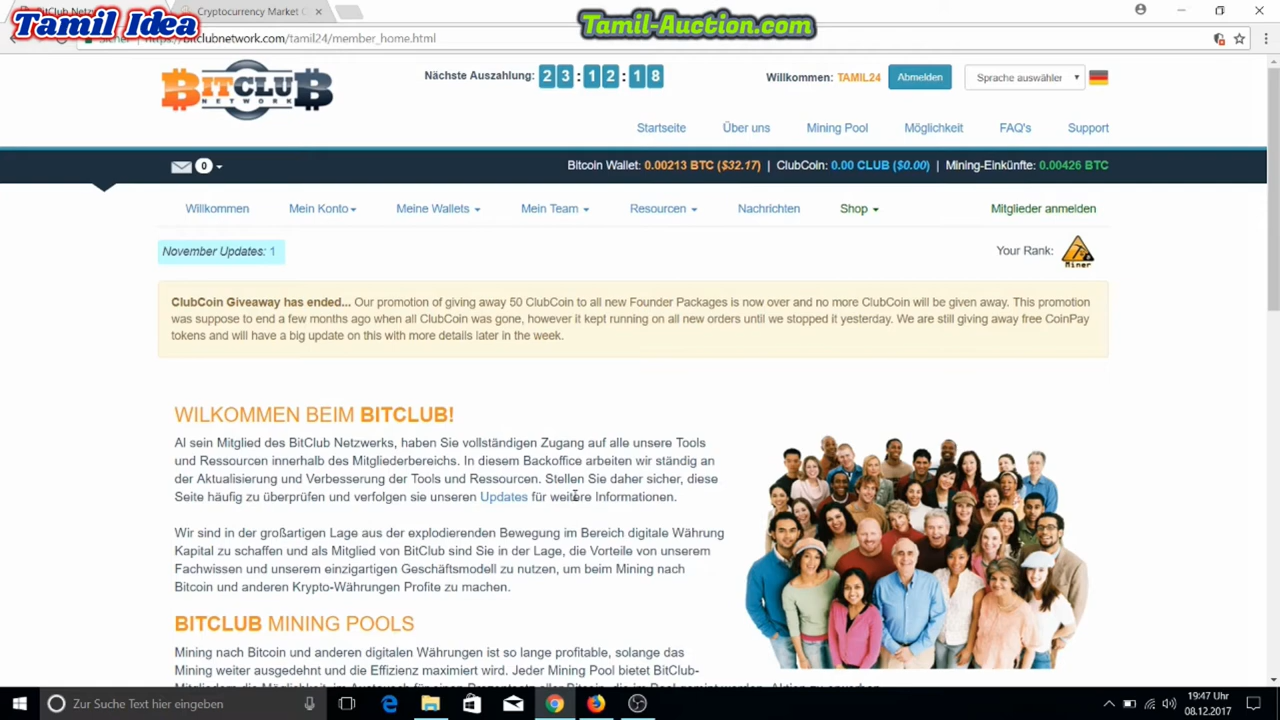 BitClub Netw
Cryptocurrency Market C
Tamil Idea
Tamil-Auction.com
bitclubnetwork.com/tamil24/member_home.html
BITCLUB
NETWORK
Nächste Auszahlung: 23:12:18
Willkommen: TAMIL24
Abmelden
Sprache auswählen
Startseite
Über uns
Mining Pool
Möglichkeit
FAQ's
Support
0
Bitcoin Wallet: 0.00213 BTC ($32.17) | ClubCoin: 0.00 CLUB ($0.00) | Mining-Einkünfte: 0.00426 BTC
Willkommen
Mein Konto
Meine Wallets
Mein Team
Resourcen
Nachrichten
Shop
Mitglieder anmelden
November Updates: 1
Your Rank:
Miner
ClubCoin Giveaway has ended... Our promotion of giving away 50 ClubCoin to all new Founder Packages is now over and no more ClubCoin will be given away. This promotion
was suppose to end a few months ago when all ClubCoin was gone, however it kept running on all new orders until we stopped it yesterday. We are still giving away free CoinPay
tokens and will have a big update on this with more details later in the week.
WILKOMMEN BEIM BITCLUB!
Al sein Mitglied des BitClub Netzwerks, haben Sie vollständigen Zugang auf alle unsere Tools
und Ressourcen innerhalb des Mitgliederbereichs. In diesem Backoffice arbeiten wir ständig an
der Aktualisierung und Verbesserung der Tools und Resourcen. Stellen Sie daher sicher, diese
Seite häufig zu überprüfen und verfolgen sie unseren Updates für weitere Informationen.
Wir sind in der großartigen Lage aus der explodierenden Bewegung im Bereich digitale Währung
Kapital zu schaffen und als Mitglied von BitClub sind Sie in der Lage, die Vorteile von unserem
Fachwissen und unserem einzigartigen Geschäftsmodell zu nutzen, um beim Mining nach
Bitcoin und anderen Krypto-Währungen Profite zu machen.
BITCLUB MINING POOLS
Mining nach Bitcoin und anderen digitalen Währungen ist so lange profitable, solange das
Mining weiter ausgedehnt und die Effizienz maximiert wird. Jeder Mining Pool bietet BitClub-
Zur Suche Text hier eingeben
19:47 Uhr
08.12.2017